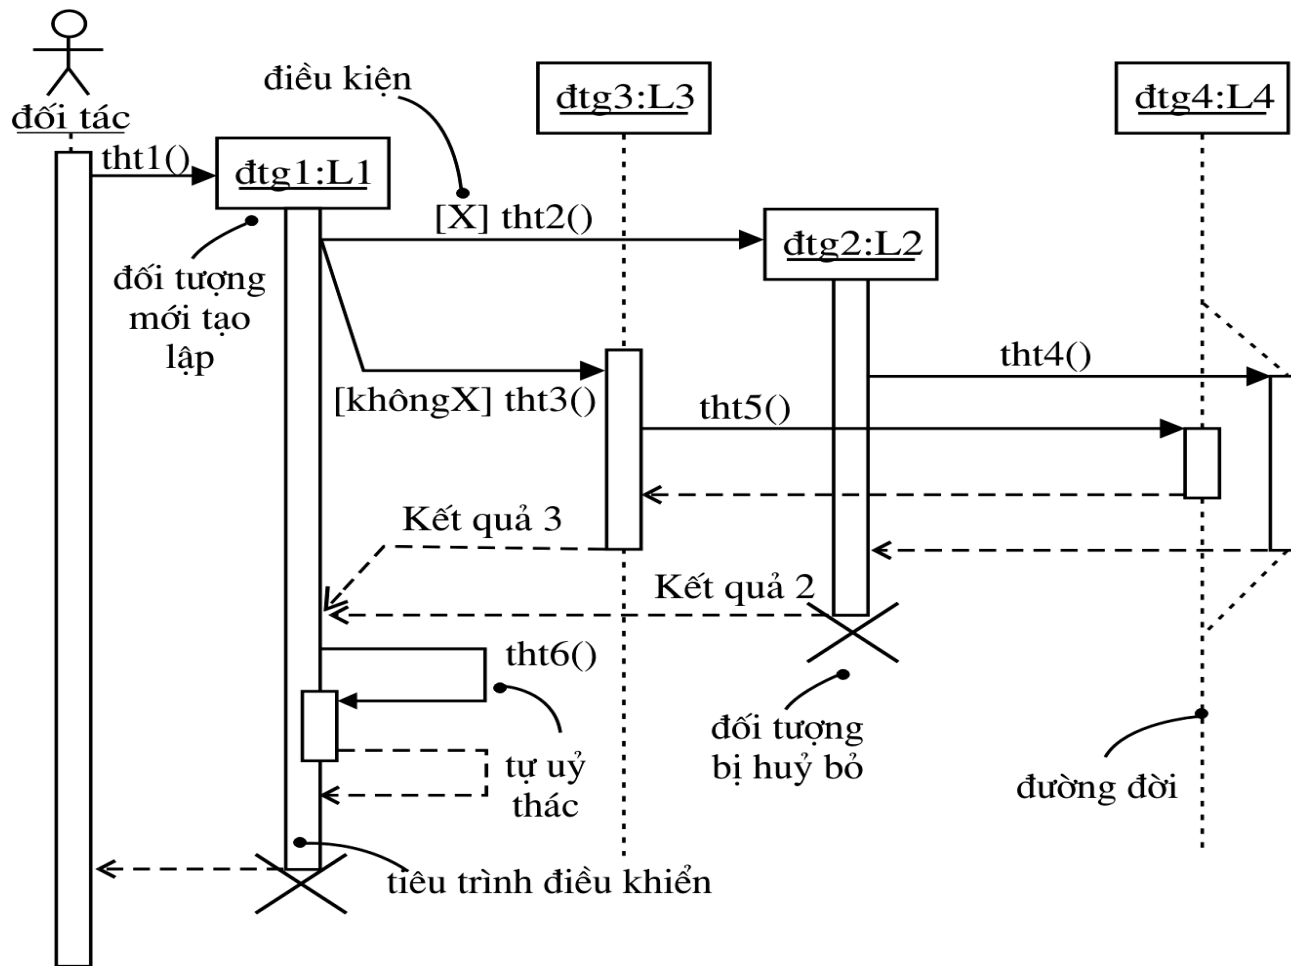 đối tác
tht1()
đtg1:L1
điều kiện
đtg3:L3
đtg4:L4
[X] tht2()
đtg2:L2
đối tượng
mới tạo
lập
[khôngX] tht3()
tht4()
tht5()
Kết quả 3
Kết quả 2
tht6()
tự uỷ
thác
đối tượng
bị huỷ bỏ
đường đời
tiêu trình điều khiển